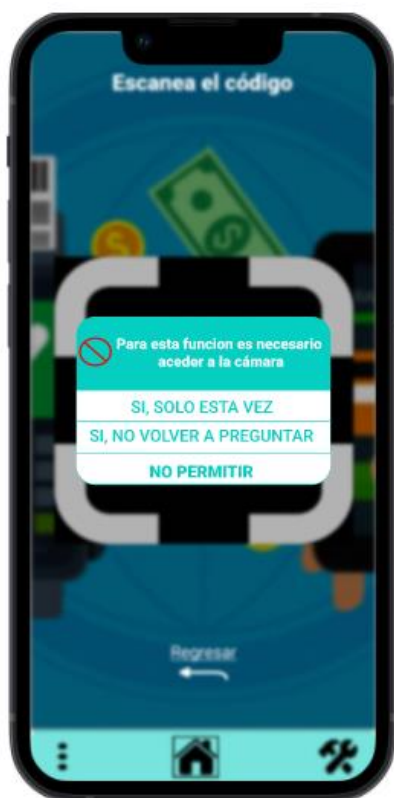 Escanea el código
Para esta funcion es necesario
aceder a la cámara
SI, SOLO ESTA VEZ
SI, NO VOLVER A PREGUNTAR
NO PERMITIR
Regresar